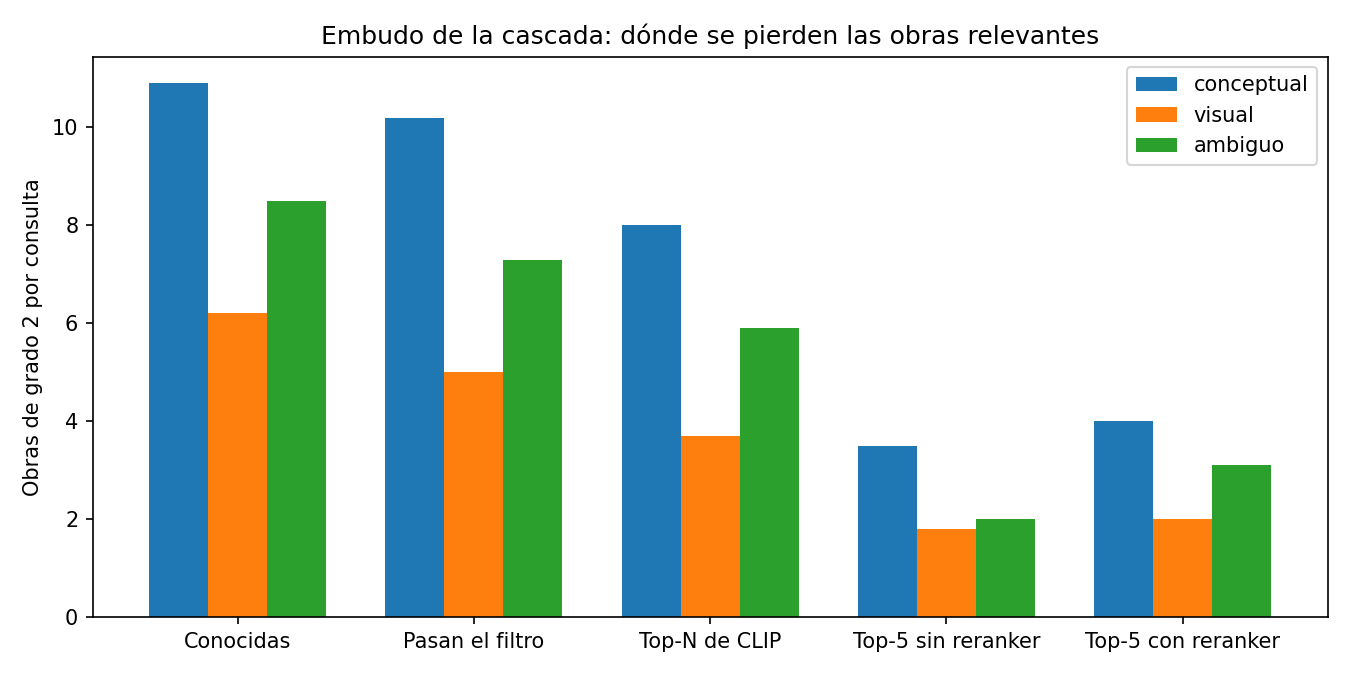 Embudo de la cascada: dónde se pierden las obras relevantes
conceptual
visual
ambiguo
Obras de grado 2 por consulta
10
8
6
4
2
0
Conocidas
Pasan el filtro
Top-N de CLIP
Top-5 sin reranker
Top-5 con reranker